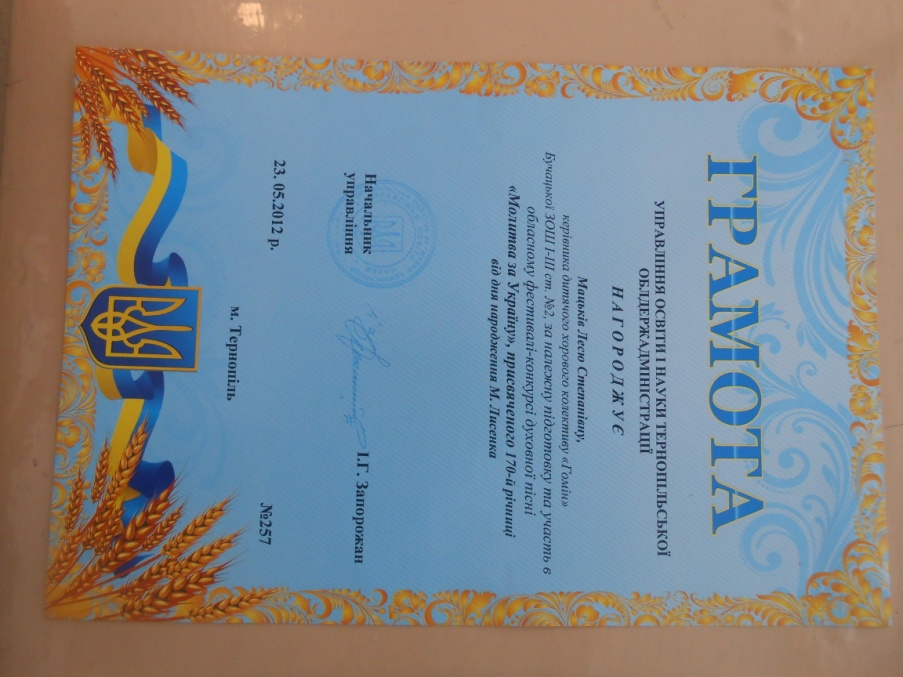 ГРАМОТА
УПРАВЛІННЯ ОСВІТИ І НАУКИ ТЕРНОПІЛЬСЬКОЇ
ОБЛДЕРЖАДМІНІСТРАЦІЇ
НАГОРОДЖУЄ
Мацьків Лесю Степанівну,
керівника дитячого хорового колективу «Гомін»
Бучацької ЗОШ І-ІІІ ст. №2, за належну підготовку та участь в
обласному фестивалі-конкурсі духовної пісні
«Молитва за Україну», присвяченого 170-й річниці
від дня народження М. Лисенка
Начальник
управління
І.Г. Запорожан
23. 05.2012 р.
№257
м. Тернопіль